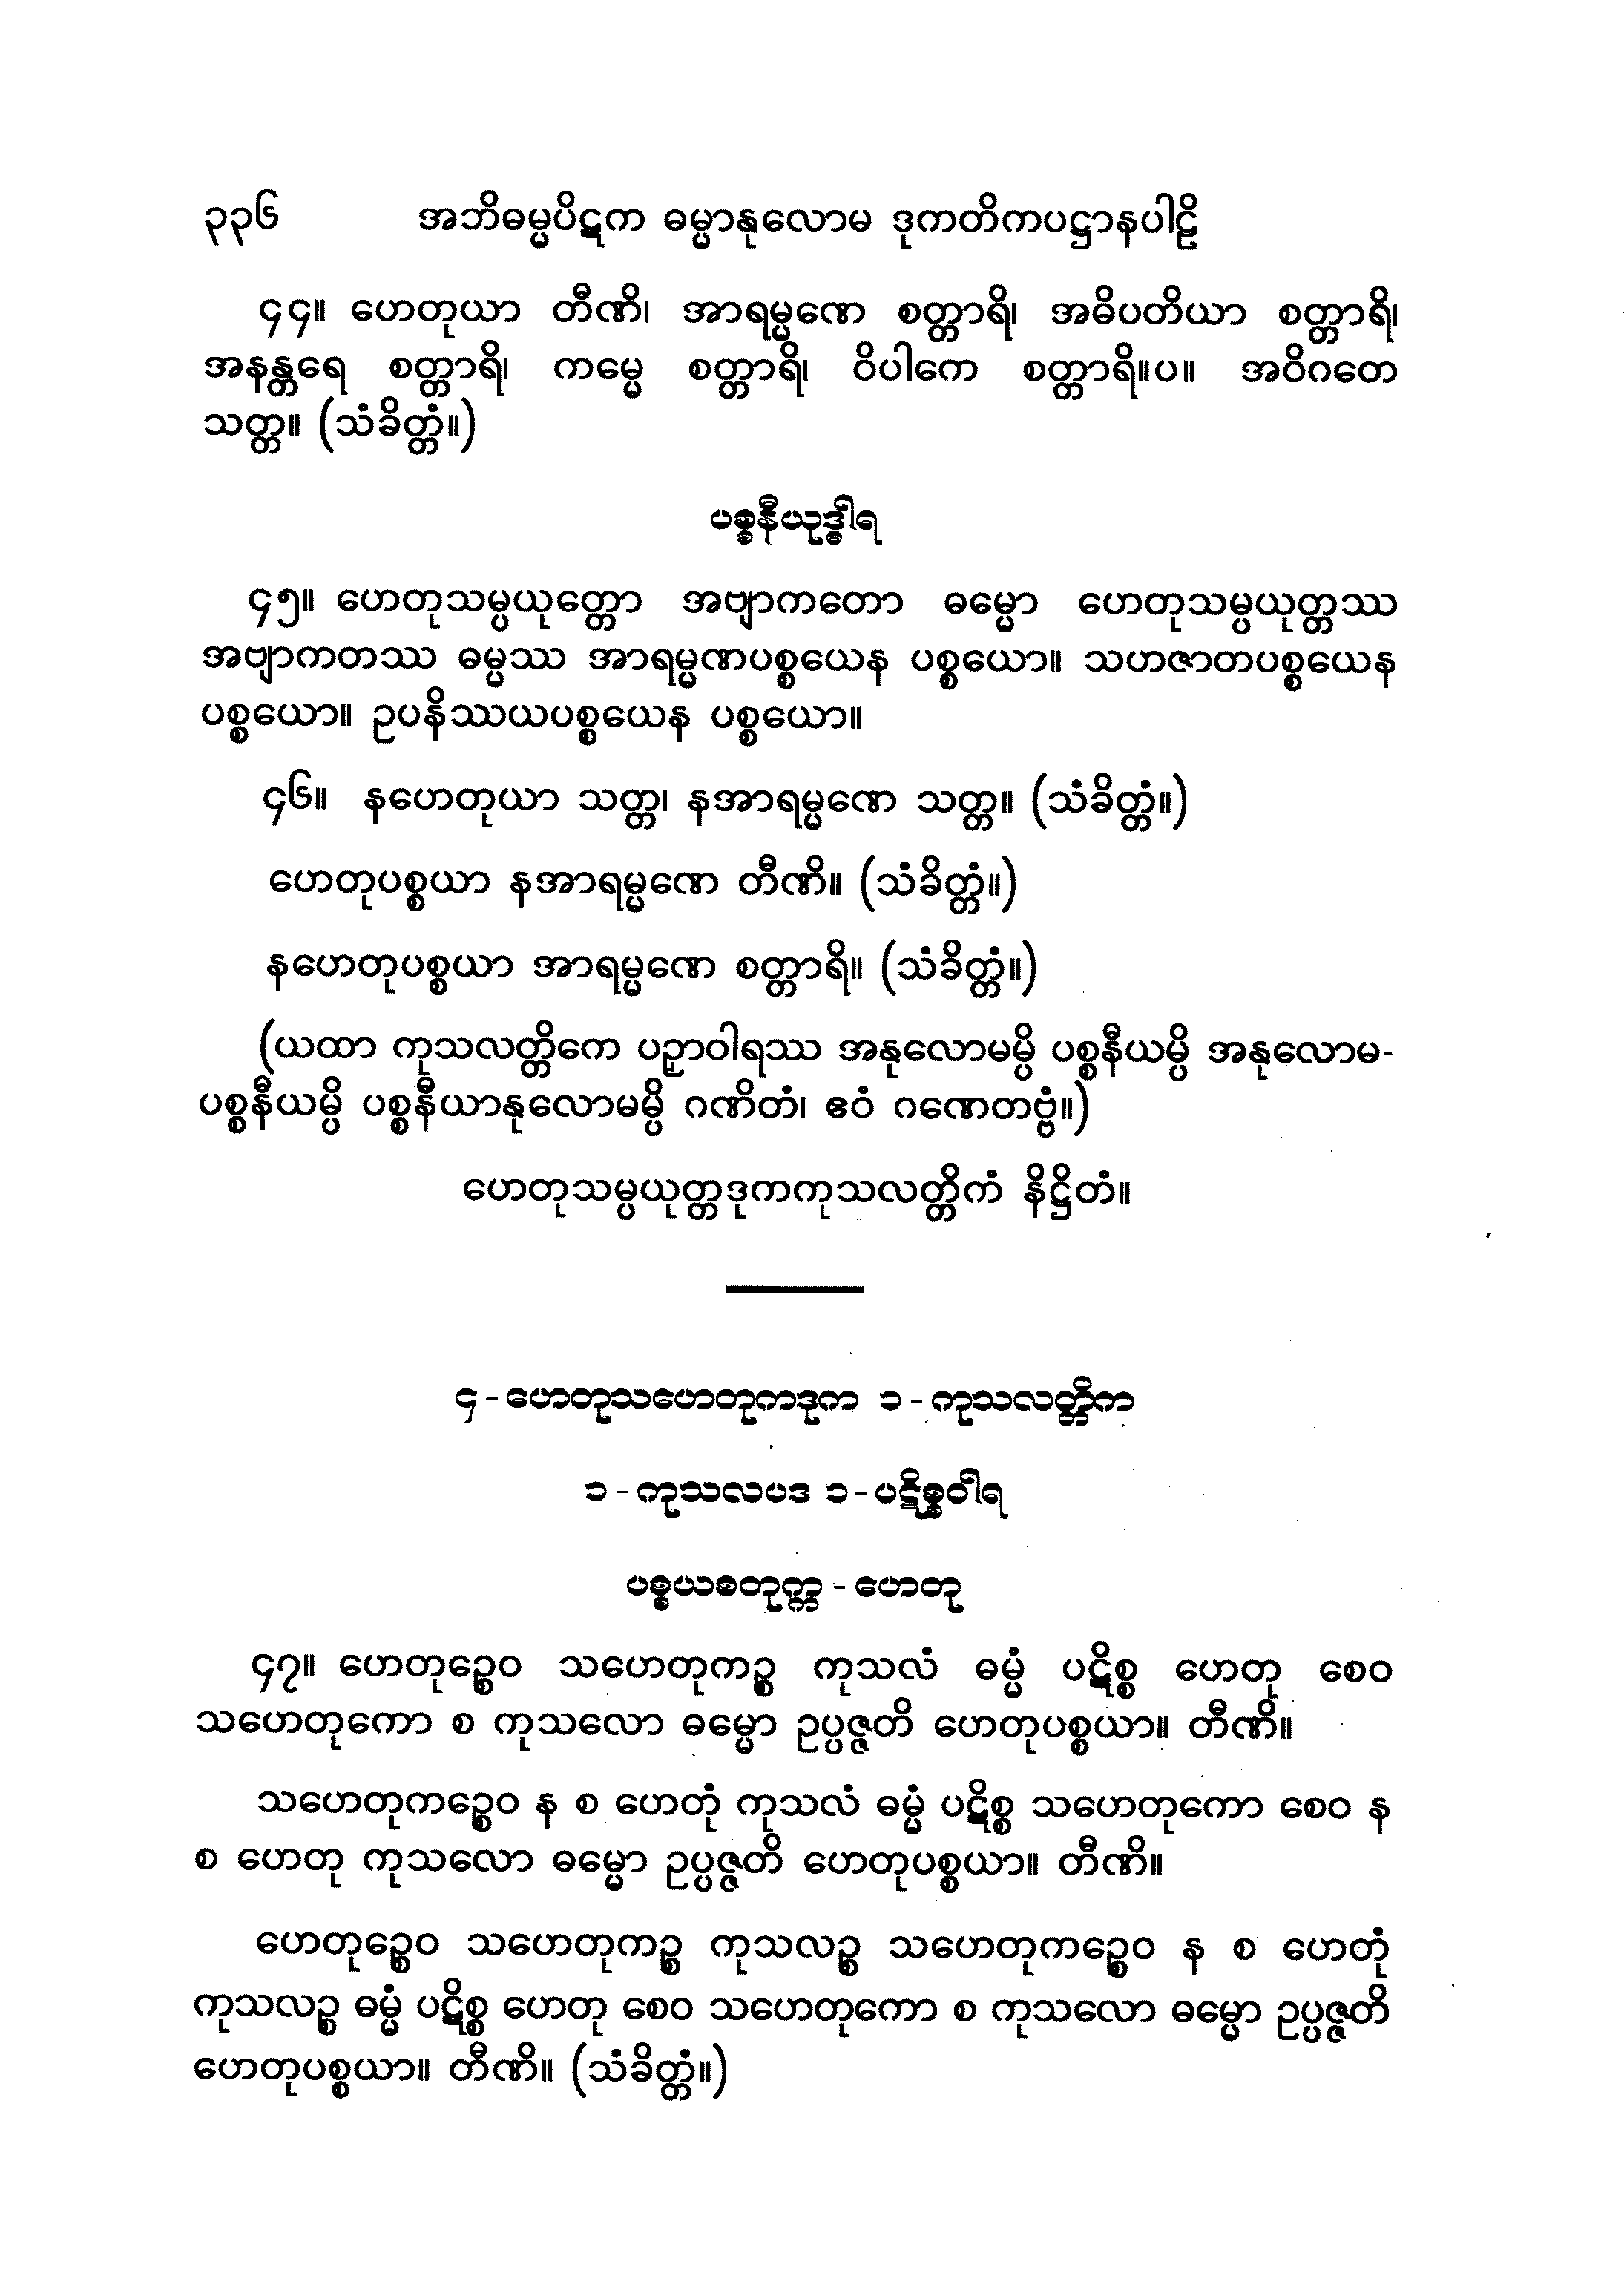 ၃၃၆ အဘိဓမ္မပိဋက ဓမ္မာနုလောမ ဒုကတိကပဋ္ဌာနပါဠိ
၄၄။ ဟေတုယာ တီဏိ၊ အာရမ္မဏေ စတ္တာရိ၊ အဓိပတိယာ စတ္တာရိ၊
အနန္တရေ စတ္တာရိ၊ ကမ္မေ စတ္တာရိ၊ ဝိပါကေ စတ္တာရိ။ပ။ အဝိဂတေ
သတ္တ။ (သံခိတ္တံ။)
ပစ္စနီယုဒ္ဓါရ
၄၅။ ဟေတုသမ္ပယုတ္တော အဗျာကတော ဓမ္မော ဟေတုသမ္ပယုတ္တဿ
အဗျာကတဿ ဓမ္မဿ အာရမ္မဏပစ္စယေန ပစ္စယော။ သဟဇာတပစ္စယေန
ပစ္စယော။ ဥပနိဿယပစ္စယေန ပစ္စယော။
၄၆။ နဟေတုယာ သတ္တ၊ နအာရမ္မဏေ သတ္တ။ (သံခိတ္တံ။)
ဟေတုပစ္စယာ နအာရမ္မဏေ တီဏိ။ (သံခိတ္တံ။)
နဟေတုပစ္စယာ အာရမ္မဏေ စတ္တာရိ။ (သံခိတ္တံ။)
(ယထာ ကုသလတ္တိကေ ပဉှာဝါရဿ အနုလောမမ္ပိ ပစ္စနီယမ္ပိ အနုလောမ-
ပစ္စနီယမ္ပိ ပစ္စနီယာနုလောမမ္ပိ ဂဏိတံ၊ ဧဝံ ဂဏေတဗ္ဗံ။)
ဟေတုသမ္ပယုတ္တဒုကကုသလတ္တိကံ နိဋ္ဌိတံ။
၄-ဟေတုသဟေတုကဒုက ၁-ကုသလတ္တိက
၁-ကုသလပဒ ၁-ပဋိစ္စဝါရ
ပစ္စယစတုက္က-ဟေတု
၄၇။ ဟေတုဉ္စေဝ သဟေတုကဉ္စ ကုသလံ ဓမ္မံ ပဋိစ္စ ဟေတု စေဝ
သဟေတုကော စ ကုသလော ဓမ္မော ဥပ္ပဇ္ဇတိ ဟေတုပစ္စယာ။ တီဏိ။
သဟေတုကဉ္စေဝ န စ ဟေတုံ ကုသလံ ဓမ္မံ ပဋိစ္စ သဟေတုကော စေဝ န
စ ဟေတု ကုသလော ဓမ္မော ဥပ္ပဇ္ဇတိ ဟေတုပစ္စယာ။ တီဏိ။
ဟေတုဉ္စေဝ သဟေတုကဉ္စ ကုသလဉ္စ သဟေတုကဉ္စေဝ န စ ဟေတုံ
ကုသလဉ္စ ဓမ္မံ ပဋိစ္စ ဟေတု စေဝ သဟေတုကော စ ကုသလော ဓမ္မော ဥပ္ပဇ္ဇတိ
ဟေတုပစ္စယာ။ တီဏိ။ (သံခိတ္တံ။)